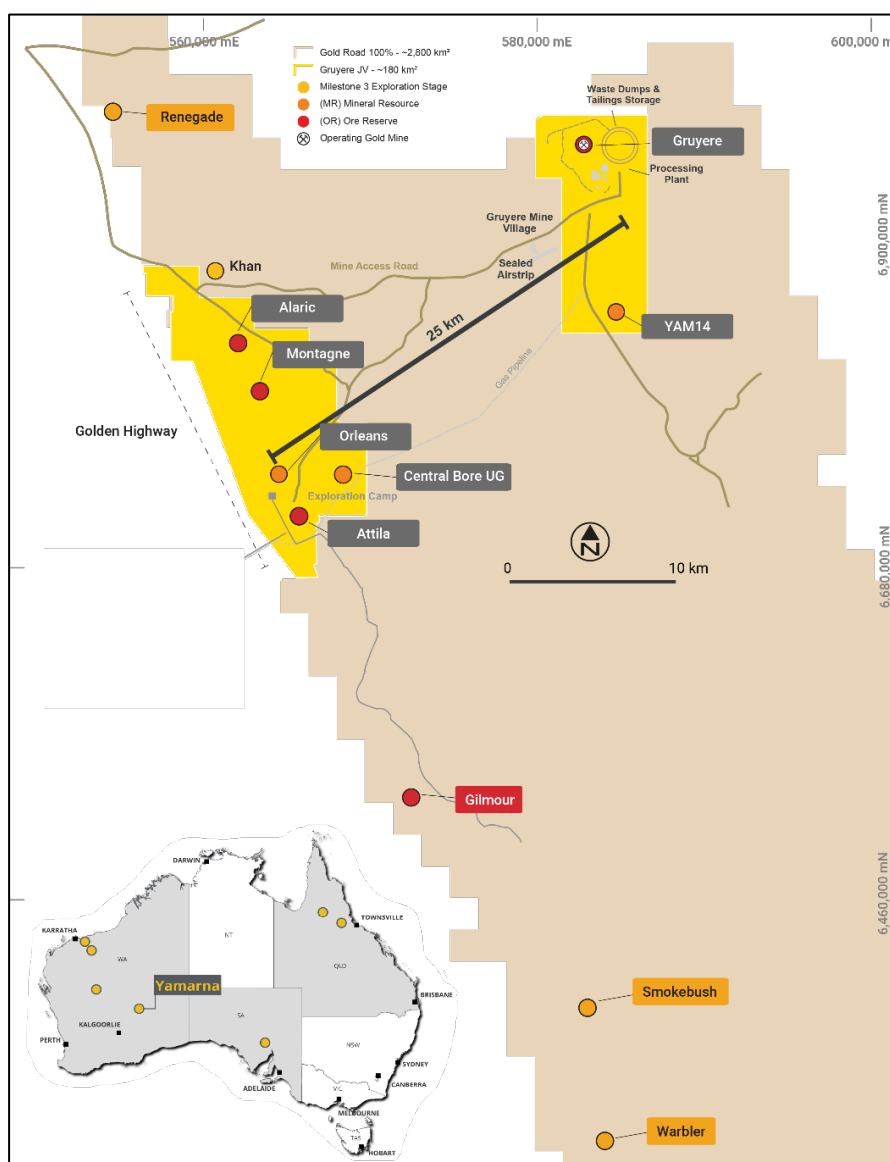 560,000 mE
580,000 mE
600,000 mE
Gold Road 100% - ~2,800 km²
Gruyere JV - ~180 km²
Milestone 3 Exploration Stage
(MR) Mineral Resource
(OR) Ore Reserve
Operating Gold Mine
Renegade
Waste Dumps &
Tailings Storage
Gruyere
Processing
Plant
Gruyere Mine
Village
Sealed
Airstrip
6,900,000 mN
Khan
Mine Access Road
Alaric
YAM14
25 km
Montagne
Gas Pipeline
Golden Highway
Orleans
Central Bore UG
Exploration Camp
Attila
N
0
10 km
6,680,000 mN
Gilmour
6,460,000 mN
DARWIN
TOWNSVILLE
KARRATHA
NT
WA
QLD
Yamarna
BRISBANE
KALGOORLIE
SA
PERTH
NSW
SYDNEY
ADELAIDE
CANBERRA
VIC
MELBOURNE
TAS
HOBART
Smokebush
Warbler